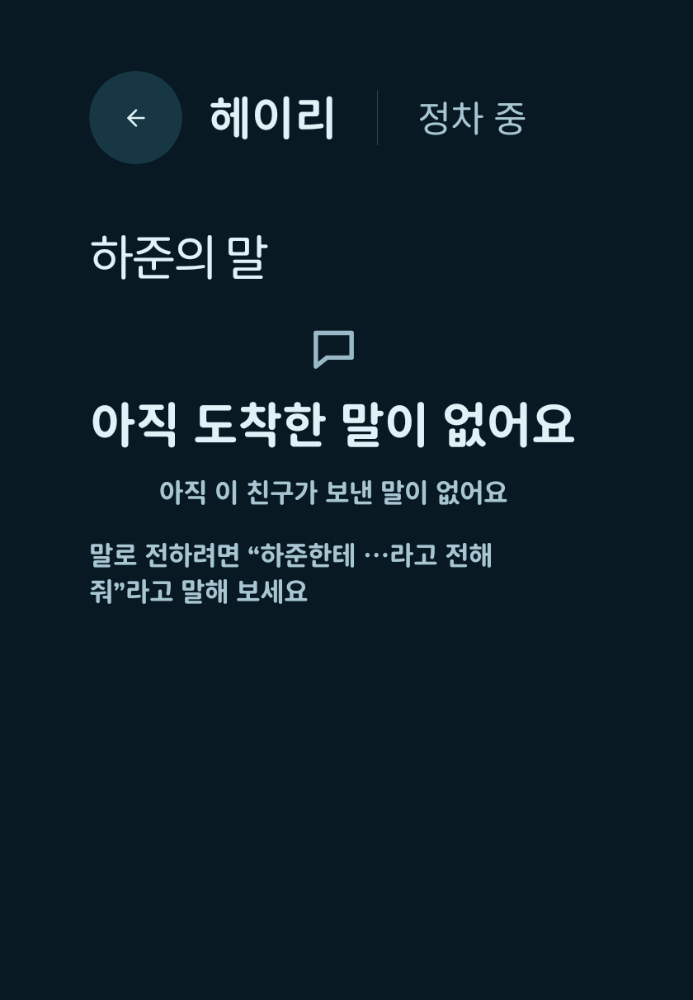 헤이리
정차 중
하준의 말
아직 도착한 말이 없어요
아직 이 친구가 보낸 말이 없어요
말로 전하려면 “하준한테 …라고 전해
줘”라고 말해 보세요